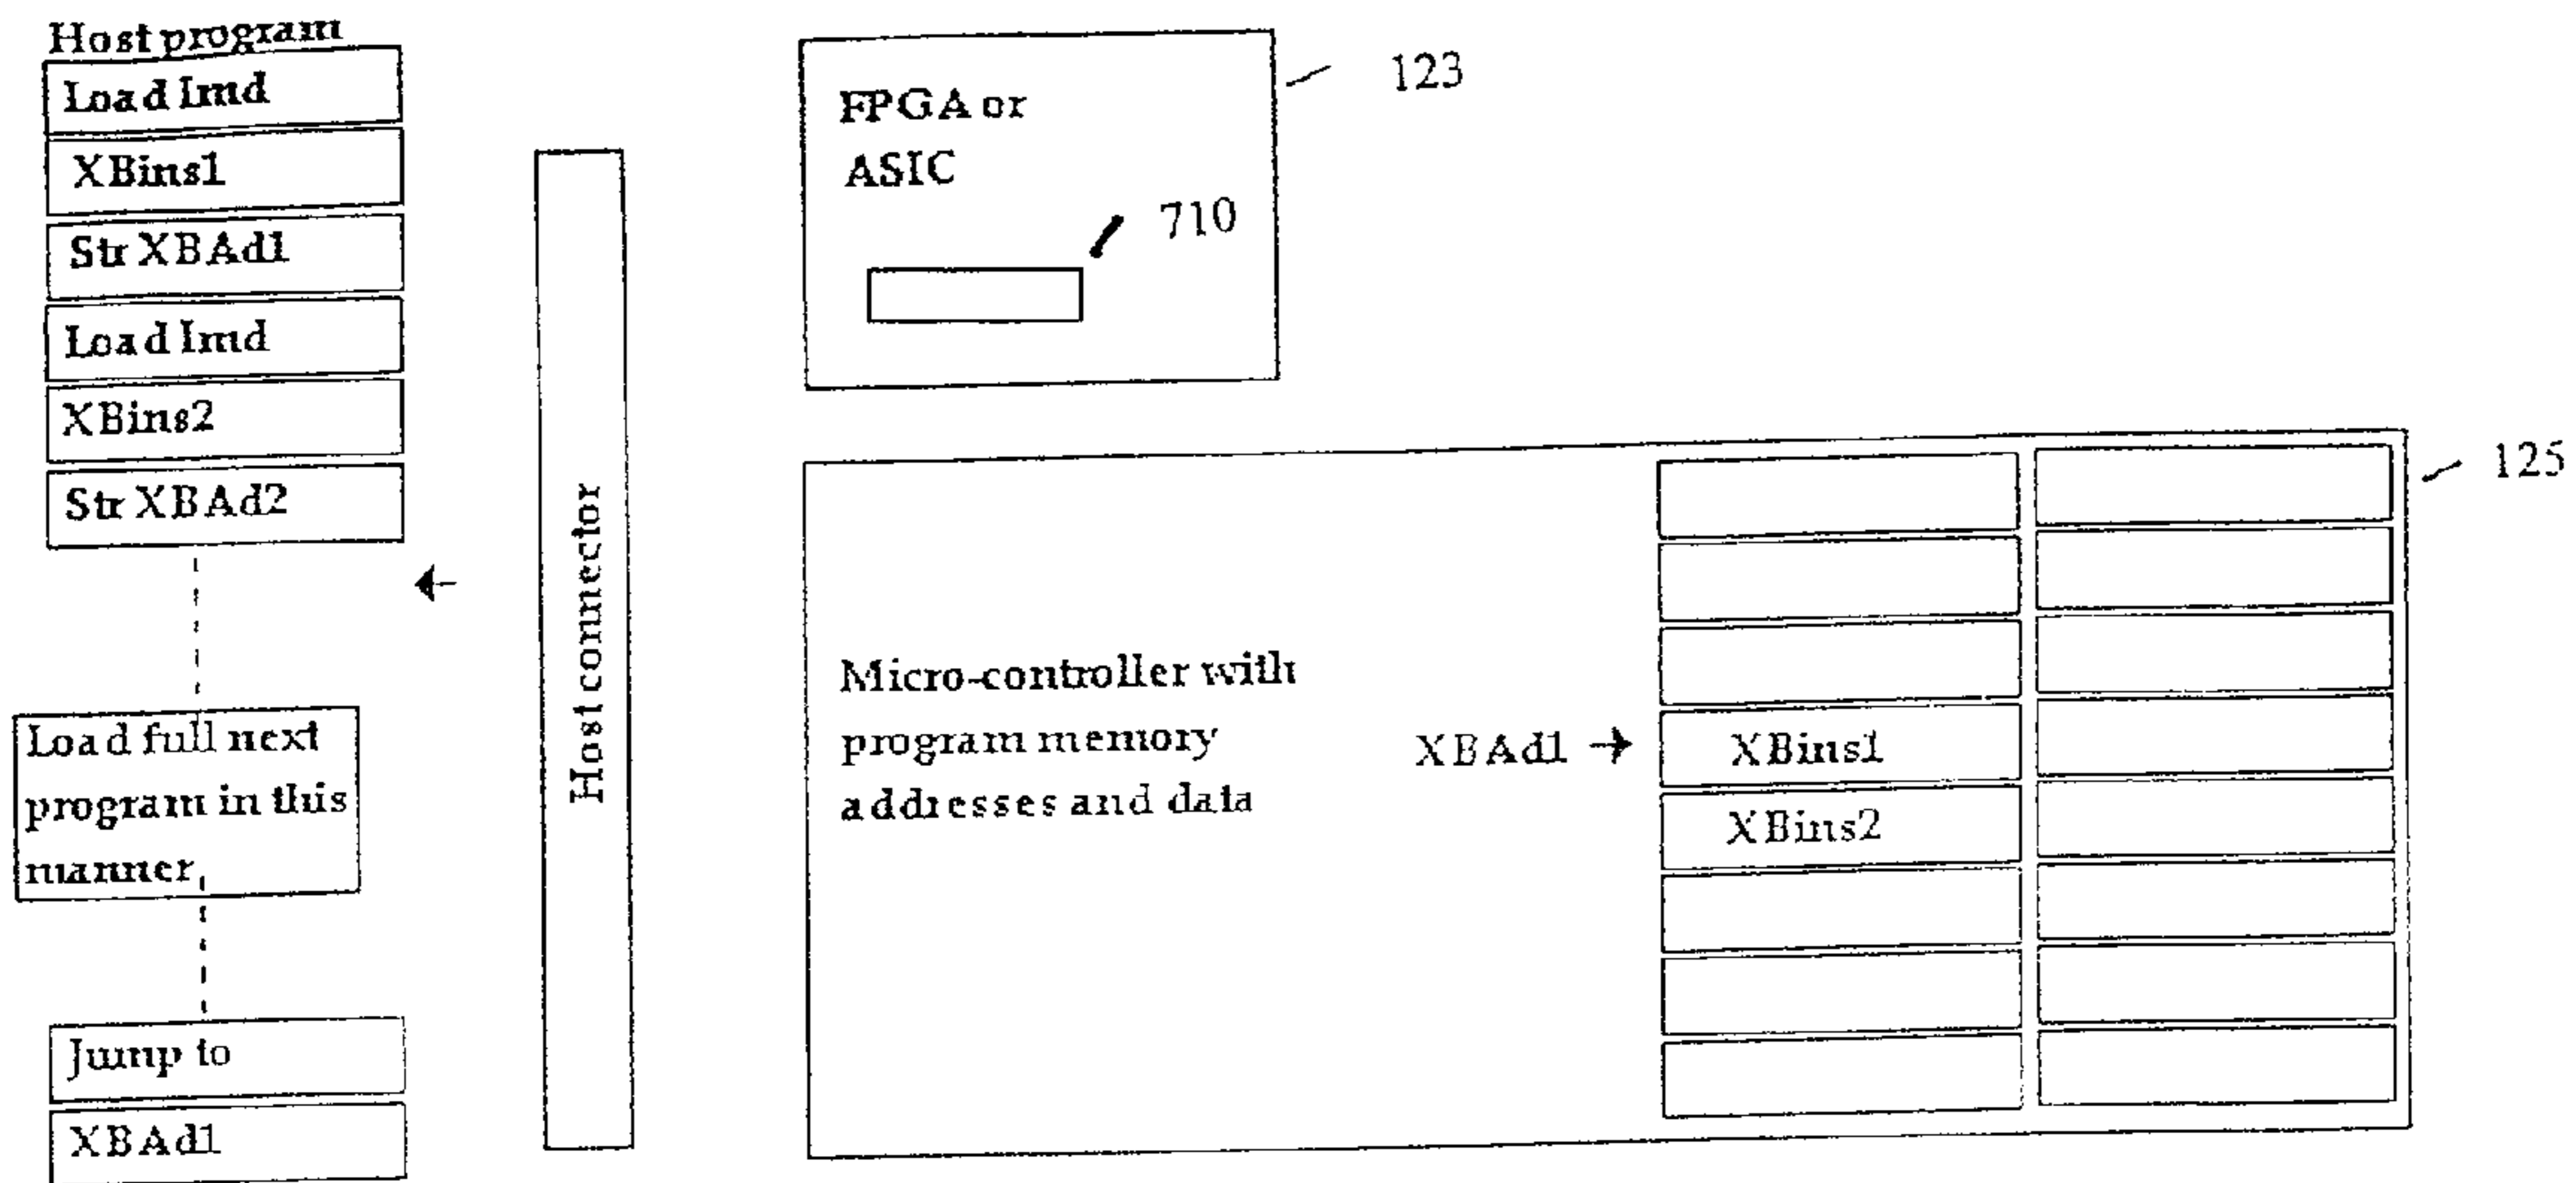 Host program
Load Imd
XBins1
Str XBAd1
Load Imd
XBins2
Str XBAd2
Load full next
program in this
manner
Jump to
XBAd1
Host connector
FPGA or
ASIC
710
123
Micro-controller with
program memory
addresses and data
XBAd1
XBins1
XBins2
125